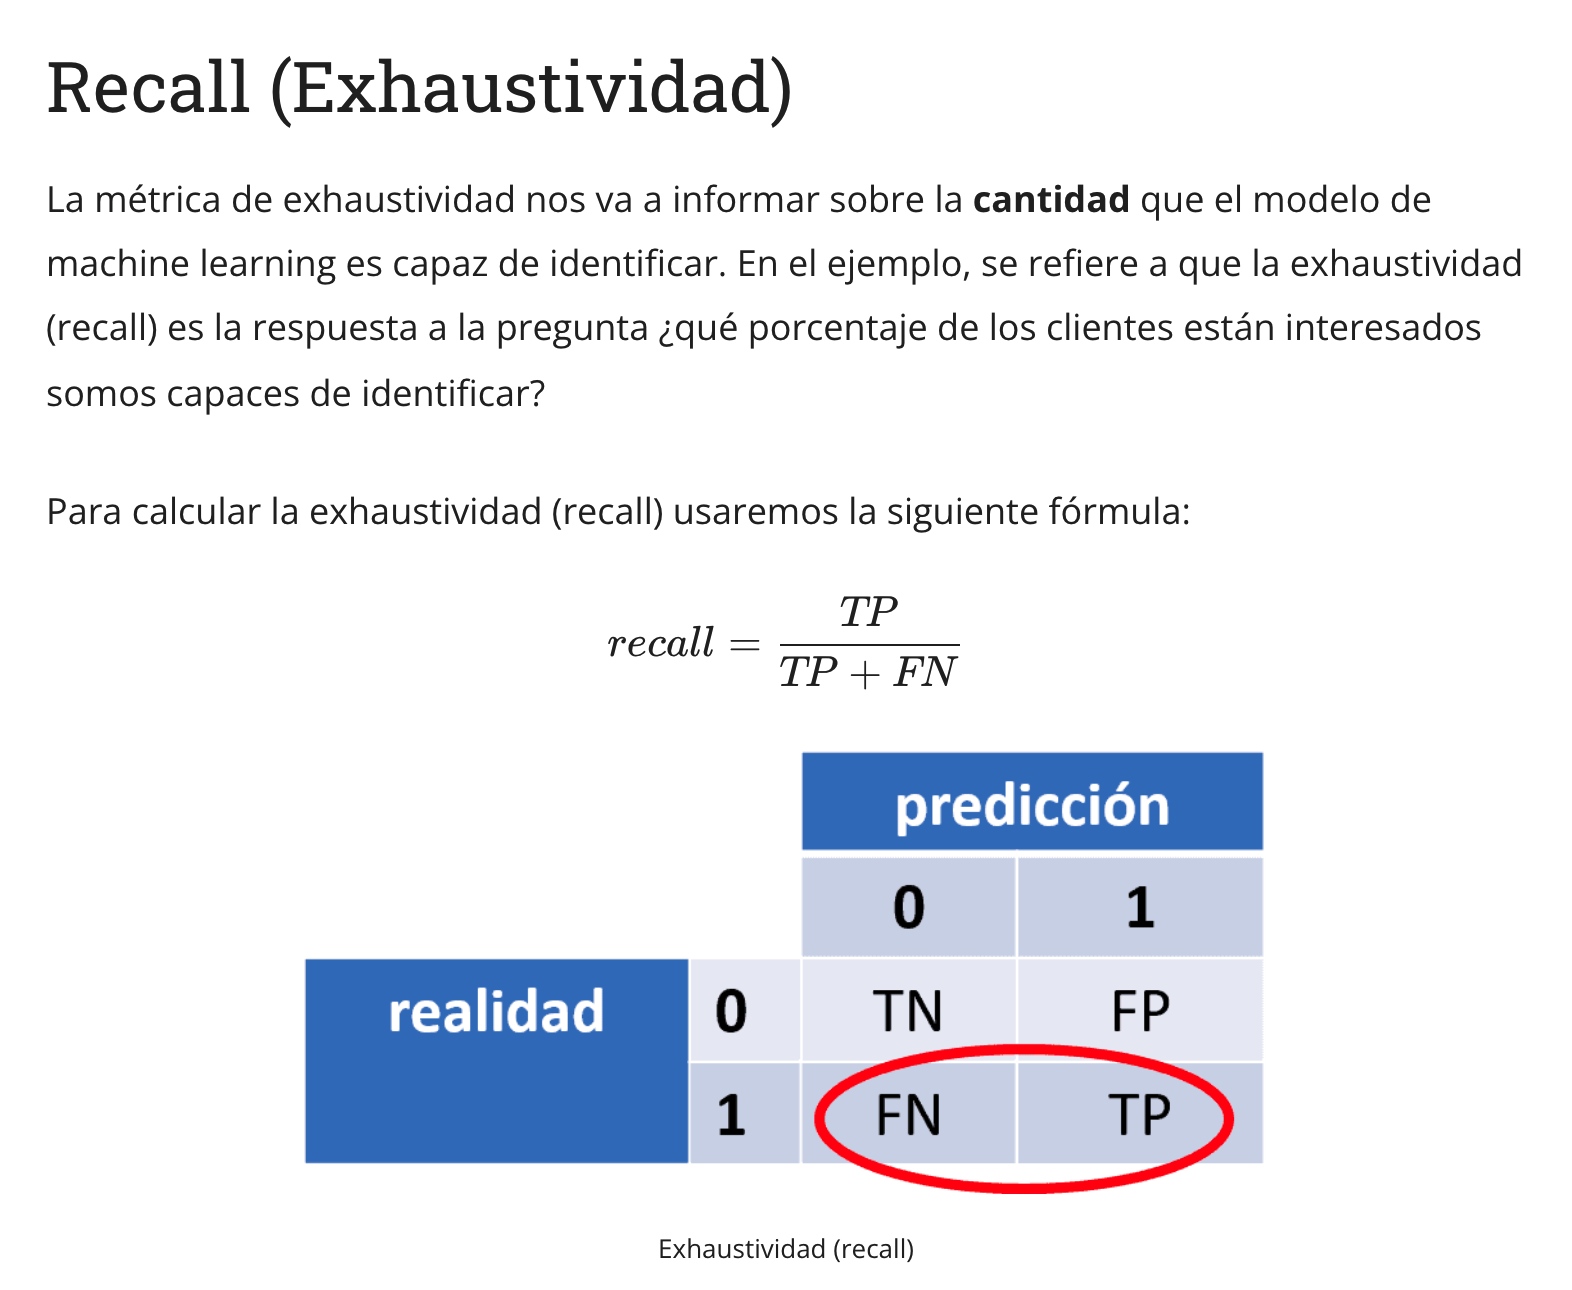 Recall (Exhaustividad)
La métrica de exhaustividad nos va a informar sobre la cantidad que el modelo de
machine learning es capaz de identificar. En el ejemplo, se refiere a que la exhaustividad
(recall) es la respuesta a la pregunta ¿qué porcentaje de los clientes están interesados
somos capaces de identificar?
Para calcular la exhaustividad (recall) usaremos la siguiente fórmula:
recall = TP / (TP + FN)
predicción
0 1
realidad 0 TN FP
1 FN TP
Exhaustividad (recall)